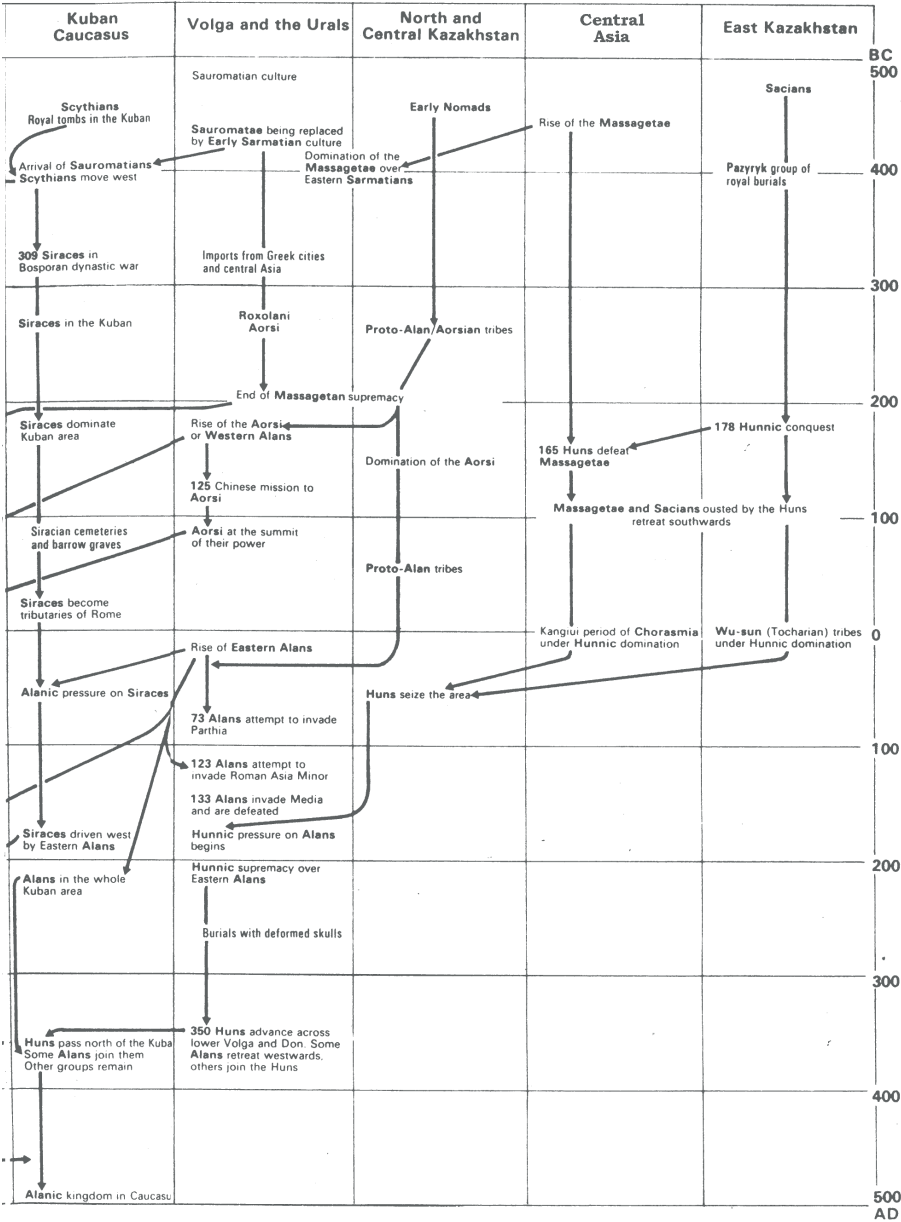 Kuban
Caucasus
Volga and the Urals
North and
Central Kazakhstan
Central
Asia
East Kazakhstan
BC
500
Sauromatian culture
Scythians
Royal tombs in the Kuban
Sauromatae being replaced
by Early Sarmatian culture
Early Nomads
Rise of the Massagetae
Sacians
Arrival of Sauromatians
Scythians move west
Domination of the
Massagetae over
Eastern Sarmatians
Pazyryk group of
royal burials
400
309 Siraces in
Bosporan dynastic war
Imports from Greek cities
and central Asia
300
Siraces in the Kuban
Roxolani
Aorsi
Proto-Alan/Aorsian tribes
End of Massagetan supremacy
200
Siraces dominate
Kuban area
Rise of the Aorsi
or Western Alans
178 Hunnic conquest
165 Huns defeat
Massagetae
Domination of the Aorsi
125 Chinese mission to
Aorsi
Massagetae and Sacians ousted by the Huns
retreat southwards
100
Siracian cemeteries
and barrow graves
Aorsi at the summit
of their power
Proto-Alan tribes
Siraces become
tributaries of Rome
Kangiui period of Chorasmia
under Hunnic domination
Wu-sun (Tocharian) tribes
under Hunnic domination
0
Rise of Eastern Alans
Alanic pressure on Siraces
Huns seize the area
73 Alans attempt to invade
Parthia
100
123 Alans attempt to
invade Roman Asia Minor
133 Alans invade Media
and are defeated
Siraces driven west
by Eastern Alans
Hunnic pressure on Alans
begins
200
Alans in the whole
Kuban area
Hunnic supremacy over
Eastern Alans
Burials with deformed skulls
300
Huns pass north of the Kuba
Some Alans join them
Other groups remain
350 Huns advance across
lower Volga and Don. Some
Alans retreat westwards,
others join the Huns
400
Alanic kingdom in Caucasu
500
AD